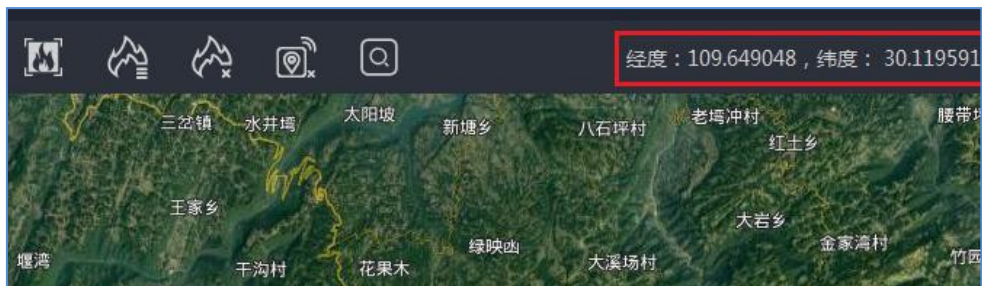 经度：109.649048，纬度： 30.119591
三岔镇 水井塆 太阳坡 新塘乡 八石坪村 老塆冲村 腰带
红土乡
王家乡 大岩乡
绿映凼 金家湾村
堰湾 干沟村 花果木 大溪场村 竹园